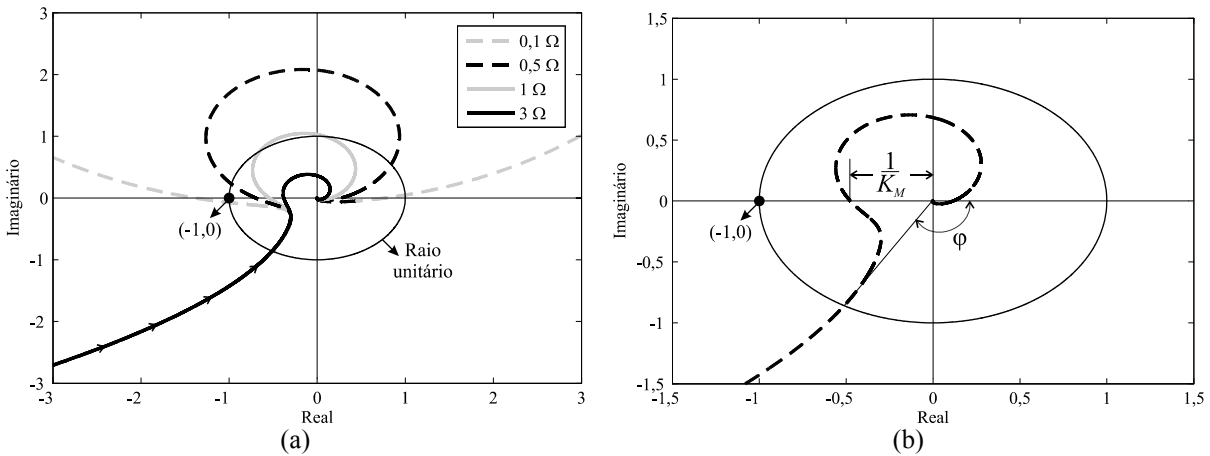 3
2
1
0
-1
-2
-3
-3
-2
-1
0
1
2
3
Imaginário
Real
0,1 Ω
0,5 Ω
1 Ω
3 Ω
(-1,0)
Raio
unitário
(a)
1,5
1
0,5
0
-0,5
-1
-1,5
-1,5
-1
-0,5
0
0,5
1
1,5
Imaginário
Real
1
K_M
φ
(-1,0)
(b)